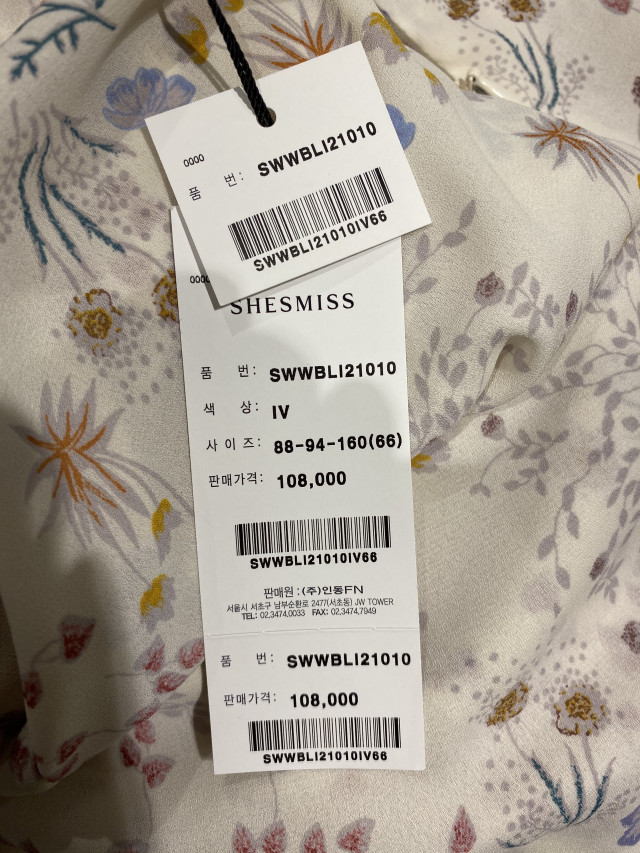 0000
품 번: SWWBLI21010
SWWBLI21010IV66
0000
SHESMISS
품 번: SWWBLI21010
색 상: IV
사 이 즈: 88-94-160(66)
판매가격: 108,000
SWWBLI21010IV66
판매원 : (주)인동FN
서울시 서초구 남부순환로 2477(서초동) JW TOWER
TEL: 02.3474.0033 FAX: 02.3474.7949
품 번: SWWBLI21010
판매가격: 108,000
SWWBLI21010IV66